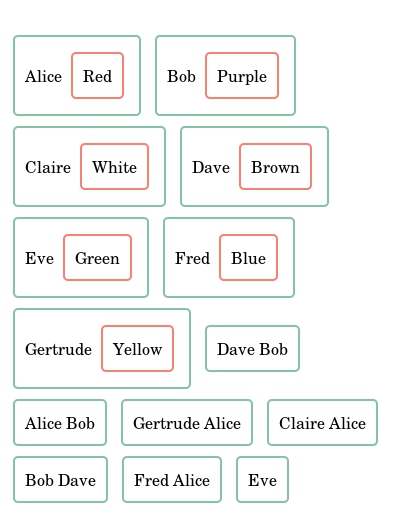 Alice Red Bob Purple
Claire White Dave Brown
Eve Green Fred Blue
Gertrude Yellow Dave Bob
Alice Bob Gertrude Alice Claire Alice
Bob Dave Fred Alice Eve